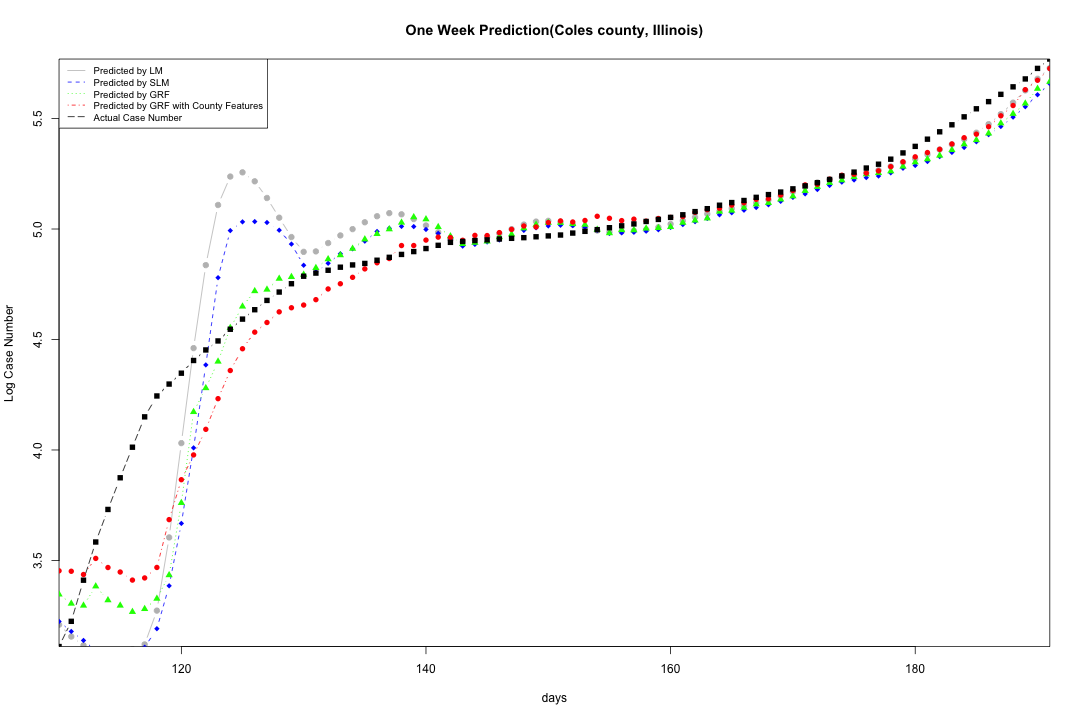 One Week Prediction(Coles county, Illinois)
Predicted by LM
Predicted by SLM
Predicted by GRF
Predicted by GRF with County Features
Actual Case Number
Log Case Number
5.5
5.0
4.5
4.0
3.5
120
140
160
180
days